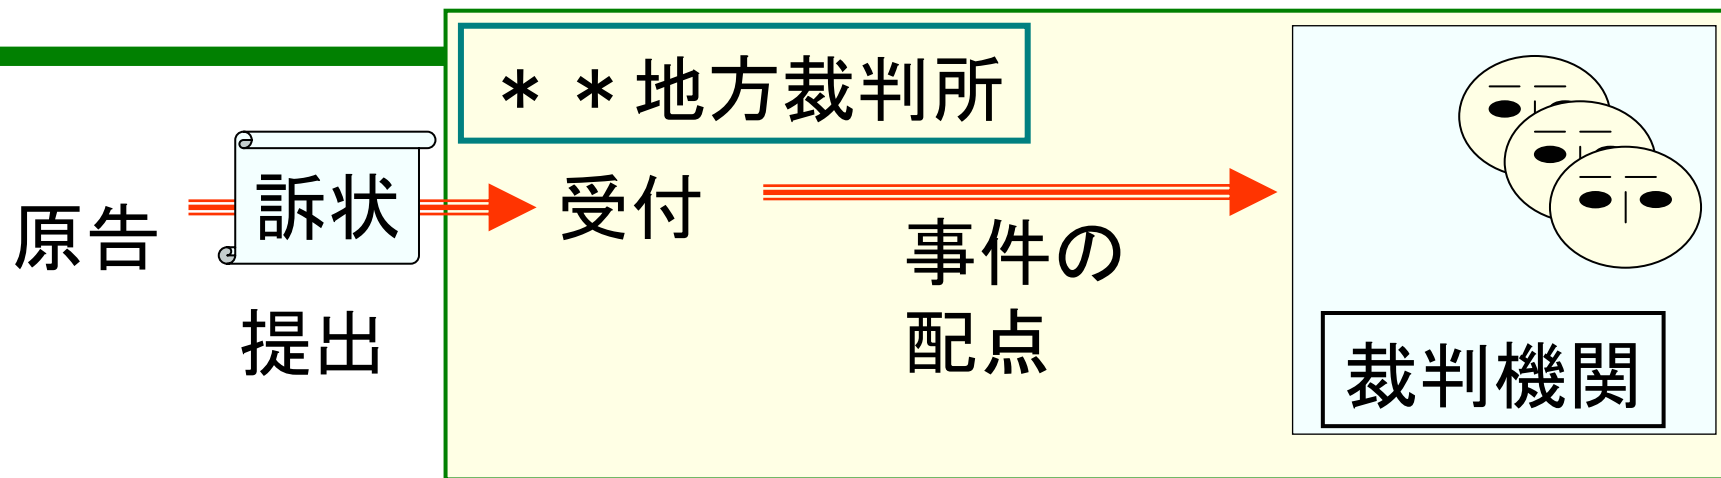 ＊＊地方裁判所
原告
訴状
提出
受付
事件の
配点
裁判機関